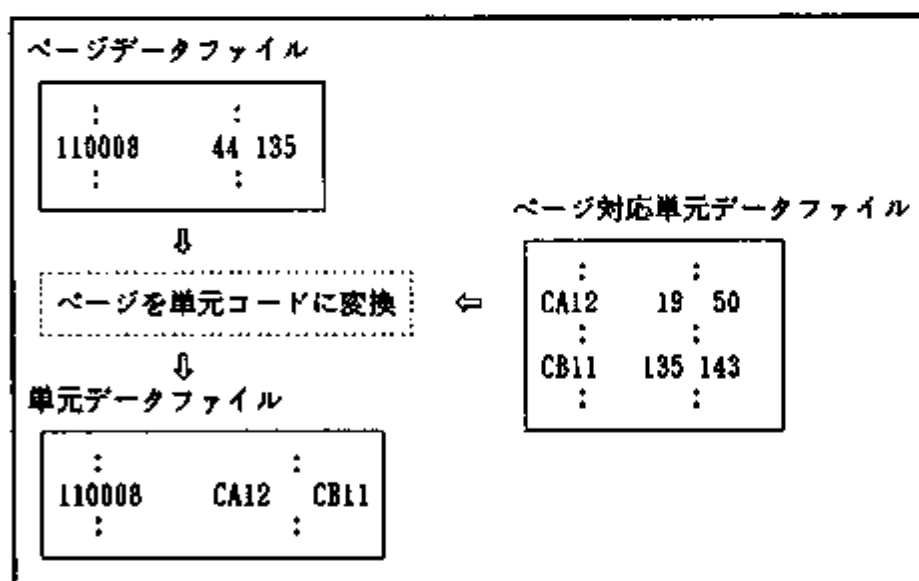 ページデータファイル
: :
110008 44 135
: :
⇩
ページを単元コードに変換
⇦
ページ対応単元データファイル
: :
CA12 19 50
: :
CB11 135 143
: :
⇩
単元データファイル
: :
110008 CA12 CB11
: :